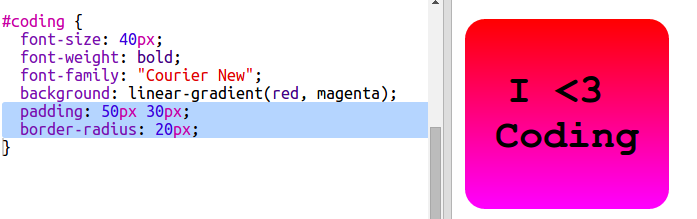 #coding {
font-size: 40px;
font-weight: bold;
font-family: "Courier New";
background: linear-gradient(red, magenta);
padding: 50px 30px;
border-radius: 20px;
}
I <3
Coding